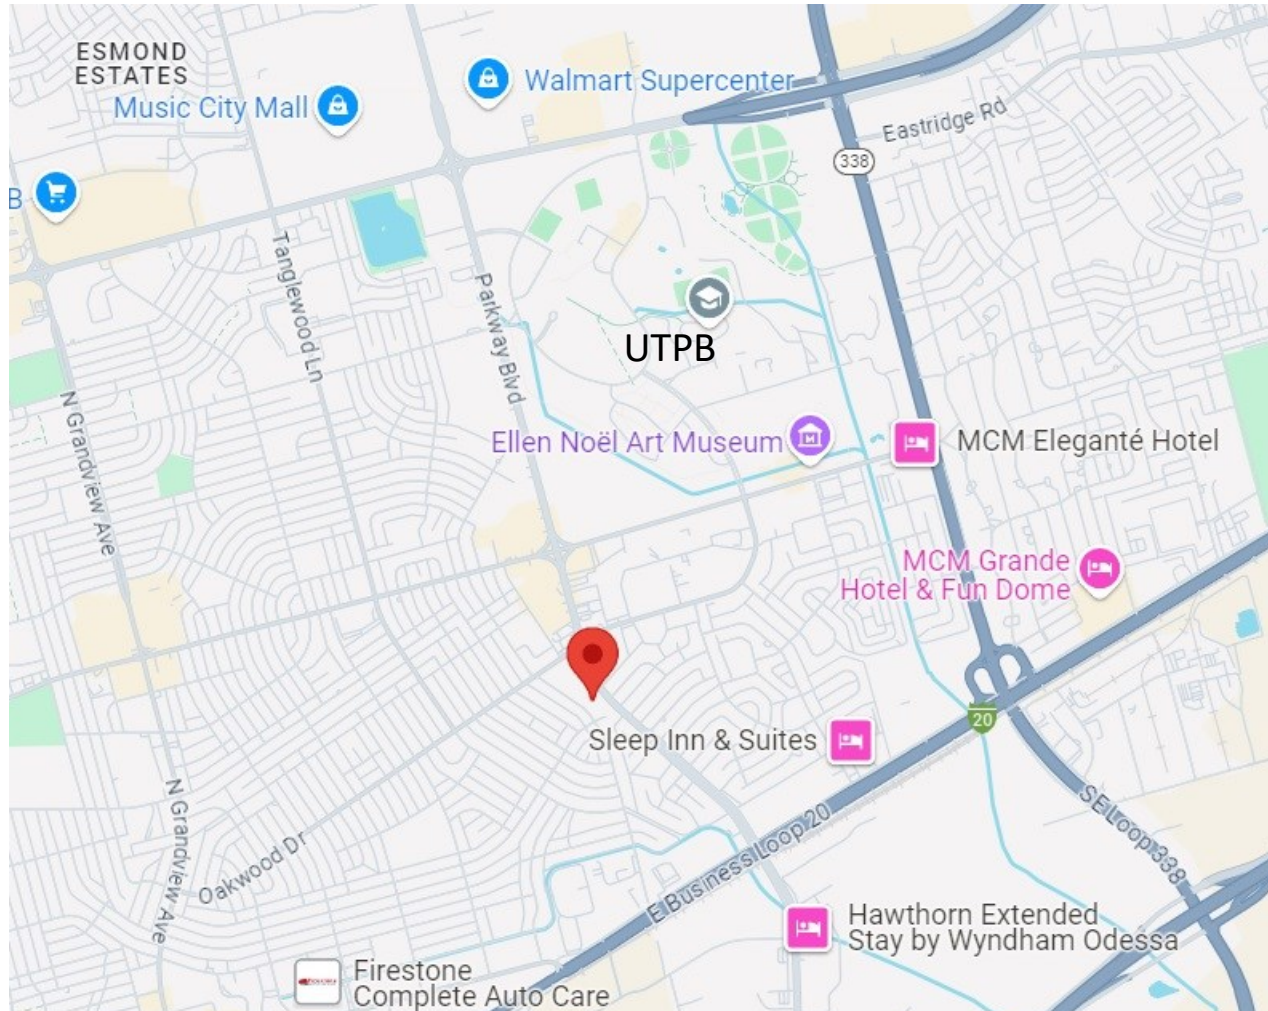 ESMOND
ESTATES
Music City Mall
Walmart Supercenter
Eastridge Rd
338
B
Tanglewood Ln
Parkway Blvd
UTPB
N Grandview Ave
Ellen Noël Art Museum
MCM Eleganté Hotel
MCM Grande
Hotel & Fun Dome
20
Sleep Inn & Suites
N Grandview Ave
Oakwood Dr
E Business Loop 20
SE Loop 338
Hawthorn Extended
Stay by Wyndham Odessa
Firestone
Complete Auto Care